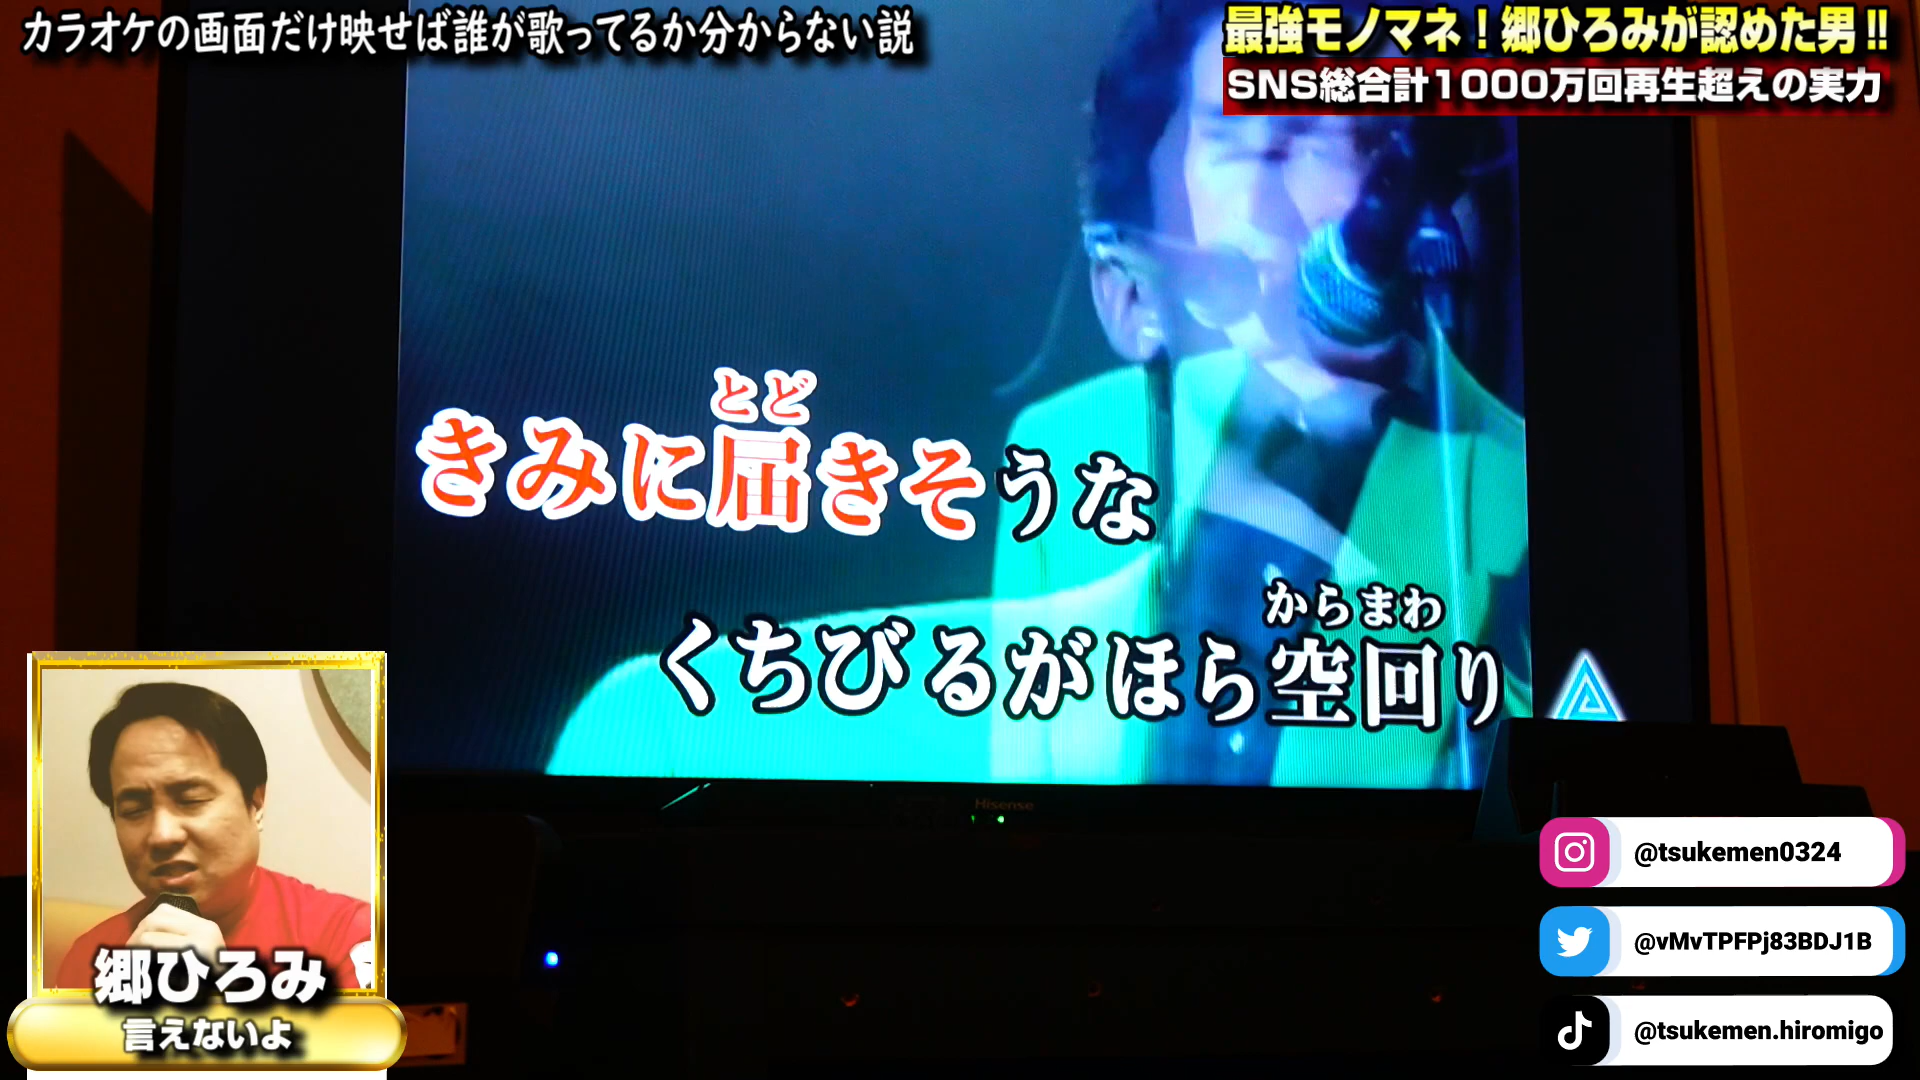 カラオケの画面だけ映せば誰が歌ってるか分からない説
最強モノマネ！郷ひろみが認めた男!!
SNS総合計1000万回再生超えの実力
とど
きみに届きそうな
からまわ
くちびるがほら空回り
Hisense
郷ひろみ
言えないよ
@tsukemen0324
@vMvTPFPj83BDJ1B
@tsukemen.hiromigo